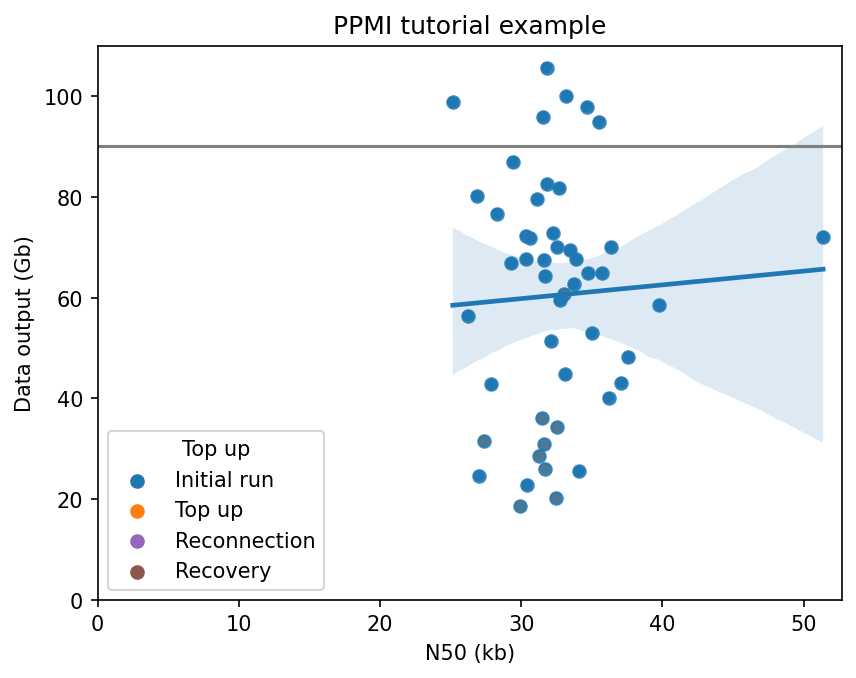 PPMI tutorial example
Data output (Gb)
100
80
60
40
20
0
Top up
Initial run
Top up
Reconnection
Recovery
0 10 20 30 40 50
N50 (kb)